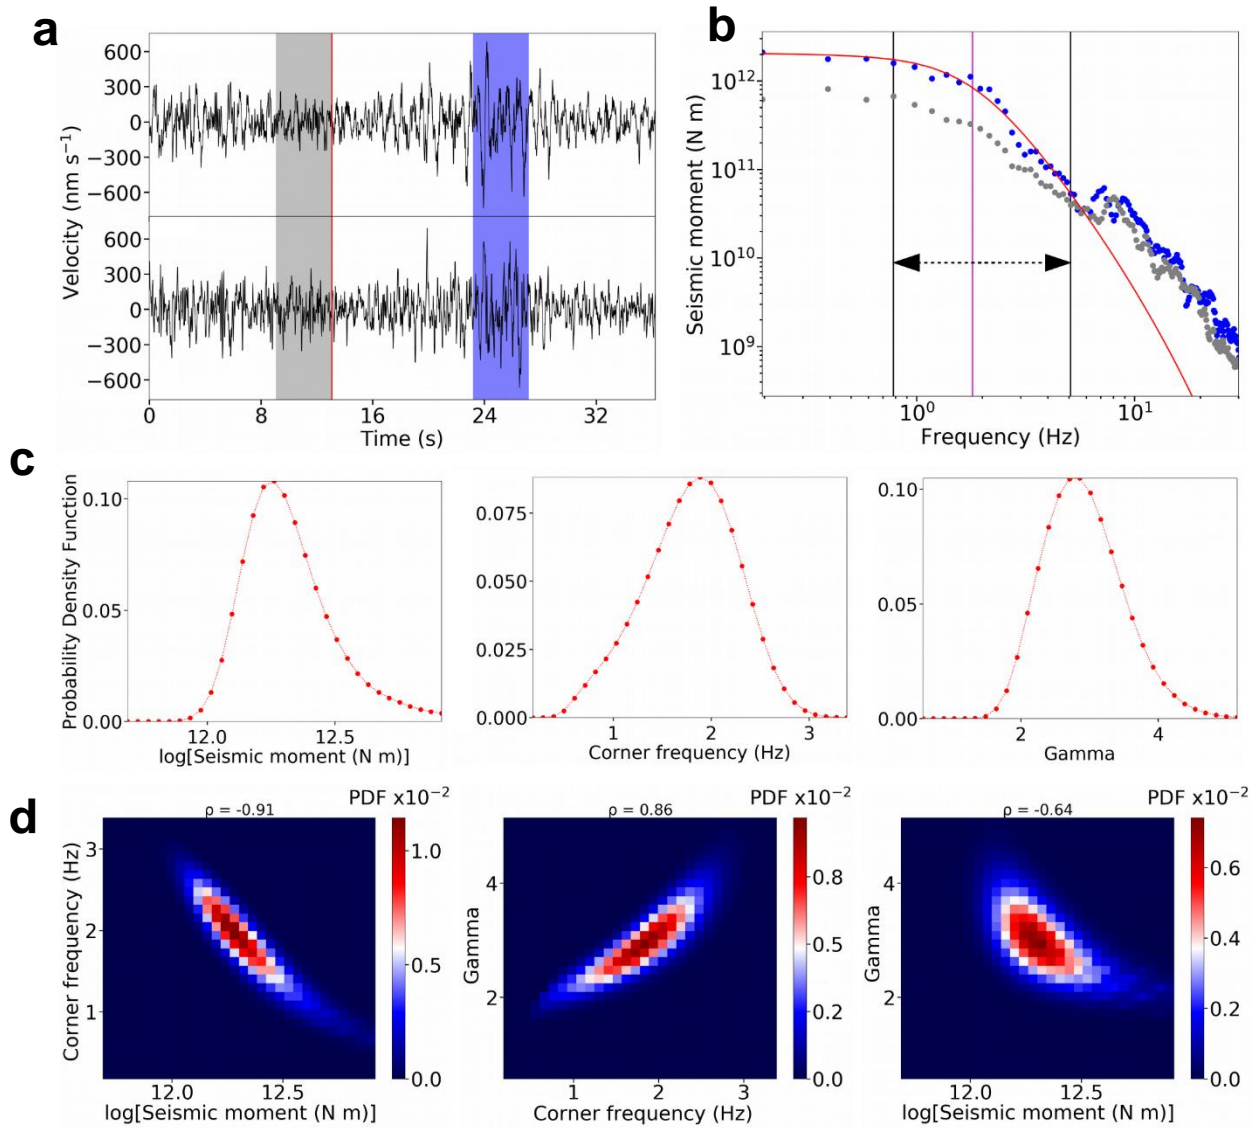 a
b
600
300
0
−300
−600
600
300
0
−300
−600
Velocity (nm s⁻¹)
0 8 16 24 32
Time (s)
10¹²
10¹¹
10¹⁰
10⁹
Seismic moment (N m)
10⁰ 10¹
Frequency (Hz)
c
0.10
0.05
0.00
Probability Density Function
12.0 12.5
log[Seismic moment (N m)]
0.075
0.050
0.025
0.000
1 2 3
Corner frequency (Hz)
0.10
0.05
0.00
2 4
Gamma
d
PDF x10⁻²
ρ = -0.91
3
2
1
Corner frequency (Hz)
12.0 12.5
log[Seismic moment (N m)]
1.0
0.5
0.0
PDF x10⁻²
ρ = 0.86
4
2
Gamma
1 2 3
Corner frequency (Hz)
0.8
0.5
0.2
0.0
PDF x10⁻²
ρ = -0.64
4
2
Gamma
12.0 12.5
log[Seismic moment (N m)]
0.6
0.4
0.2
0.0